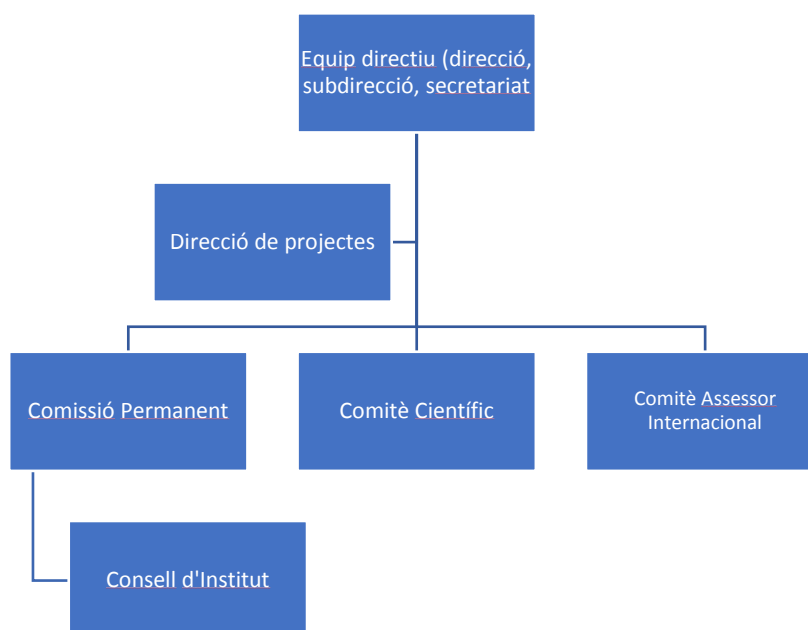 Equip directiu (direcció,
subdirecció, secretariat
Direcció de projectes
Comissió Permanent
Comitè Científic
Comitè Assessor
Internacional
Consell d'Institut